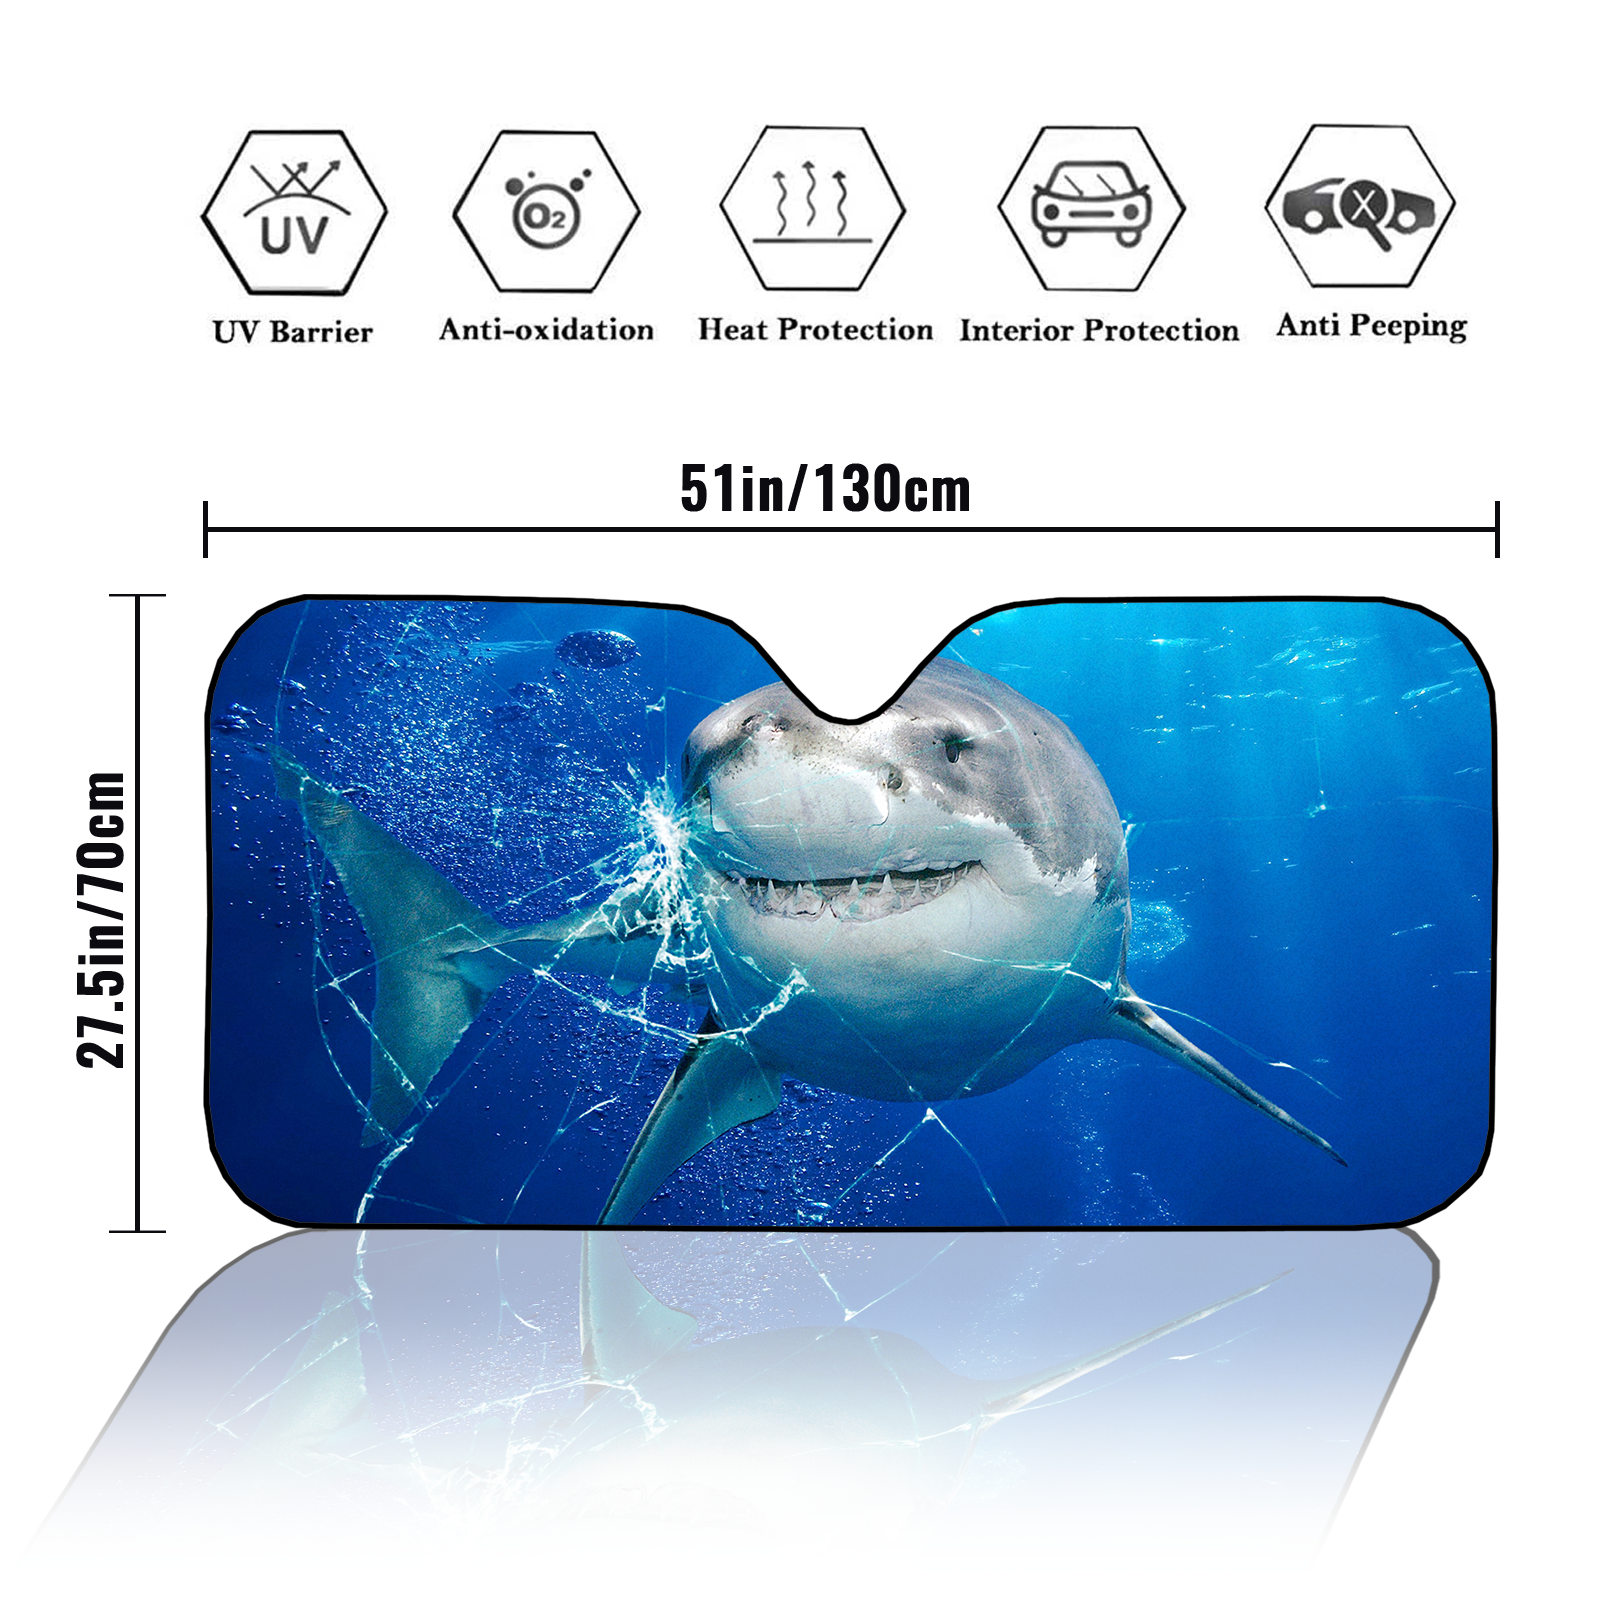 UV
O2
X
UV Barrier
Anti-oxidation
Heat Protection
Interior Protection
Anti Peeping
51in/130cm
27.5in/70cm